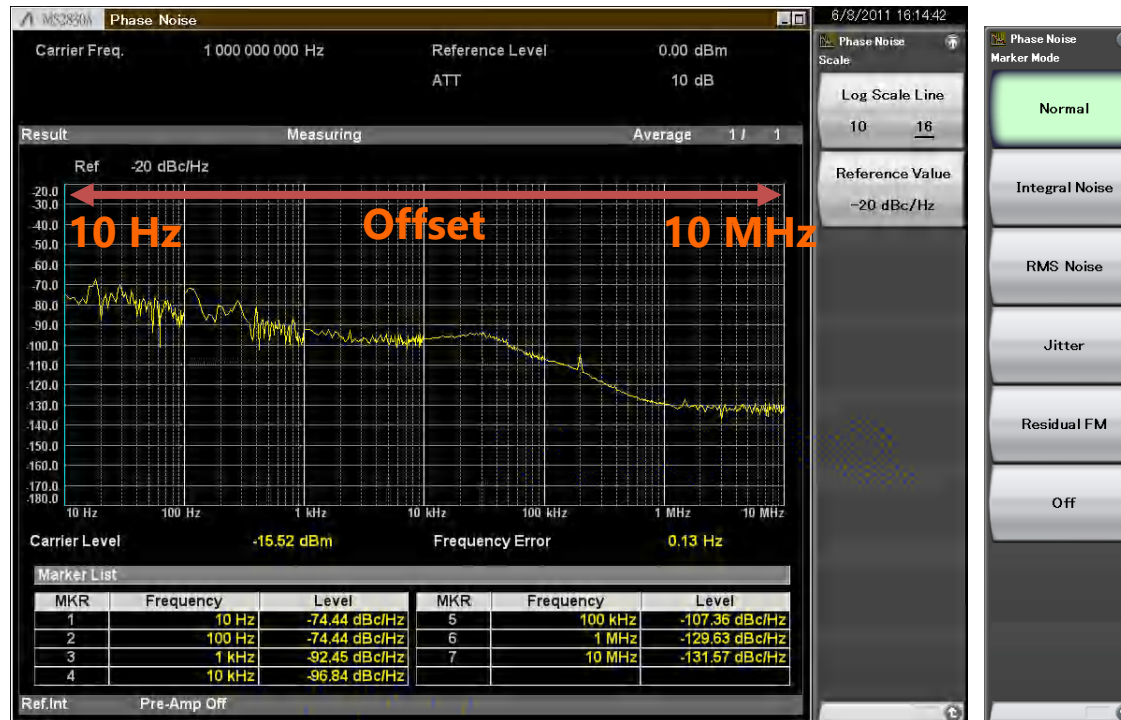 MS2830A Phase Noise
6/8/2011 16:14:42
Carrier Freq. 1 000 000 000 Hz Reference Level 0.00 dBm
ATT 10 dB
Result Measuring Average 1 / 1
Ref -20 dBc/Hz
-20.0
-30.0
-40.0
-50.0
-60.0
-70.0
-80.0
-90.0
-100.0
-110.0
-120.0
-130.0
-140.0
-150.0
-160.0
-170.0
-180.0
10 Hz Offset 10 MHz
10 Hz 100 Hz 1 kHz 10 kHz 100 kHz 1 MHz 10 MHz
Carrier Level -15.52 dBm Frequency Error 0.13 Hz
Marker List
MKR Frequency Level MKR Frequency Level
1 10 Hz -74.44 dBc/Hz 5 100 kHz -107.36 dBc/Hz
2 100 Hz -74.44 dBc/Hz 6 1 MHz -129.63 dBc/Hz
3 1 kHz -92.45 dBc/Hz 7 10 MHz -131.57 dBc/Hz
4 10 kHz -96.84 dBc/Hz
Ref.Int Pre-Amp Off
Phase Noise
Scale
Log Scale Line
10 16
Reference Value
-20 dBc/Hz
Phase Noise
Marker Mode
Normal
Integral Noise
RMS Noise
Jitter
Residual FM
Off